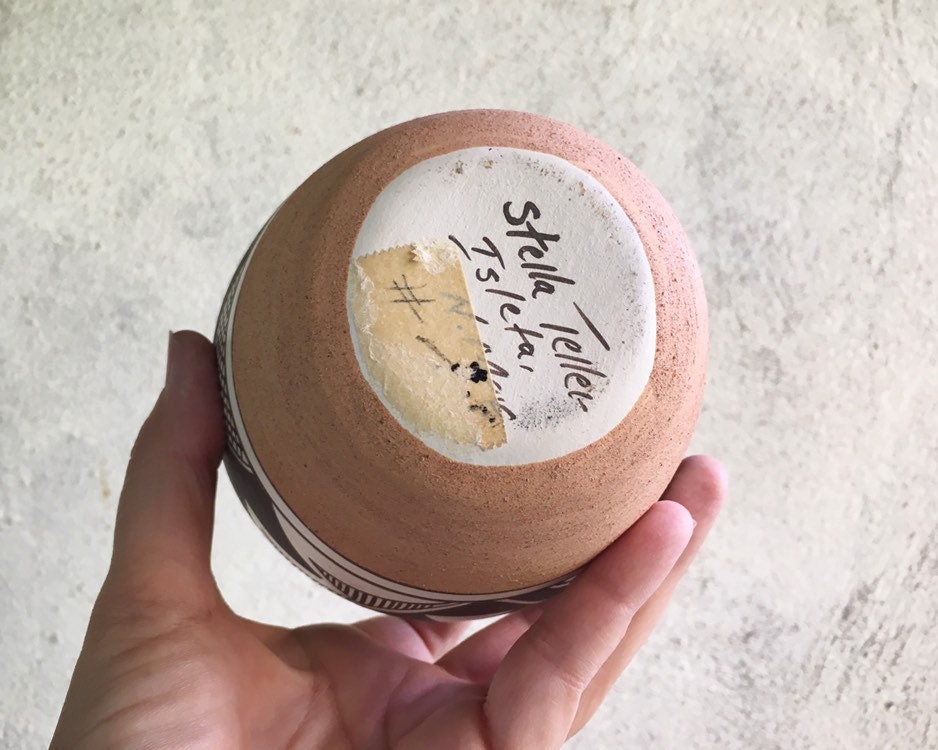 Stella Teller
Isleta,
#